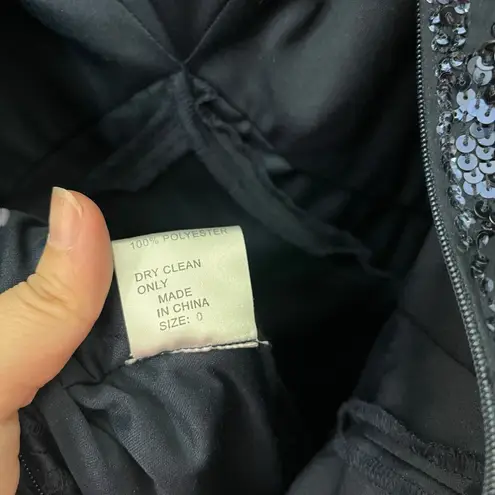 100% POLYESTER
DRY CLEAN
ONLY
MADE
IN CHINA
SIZE: 0